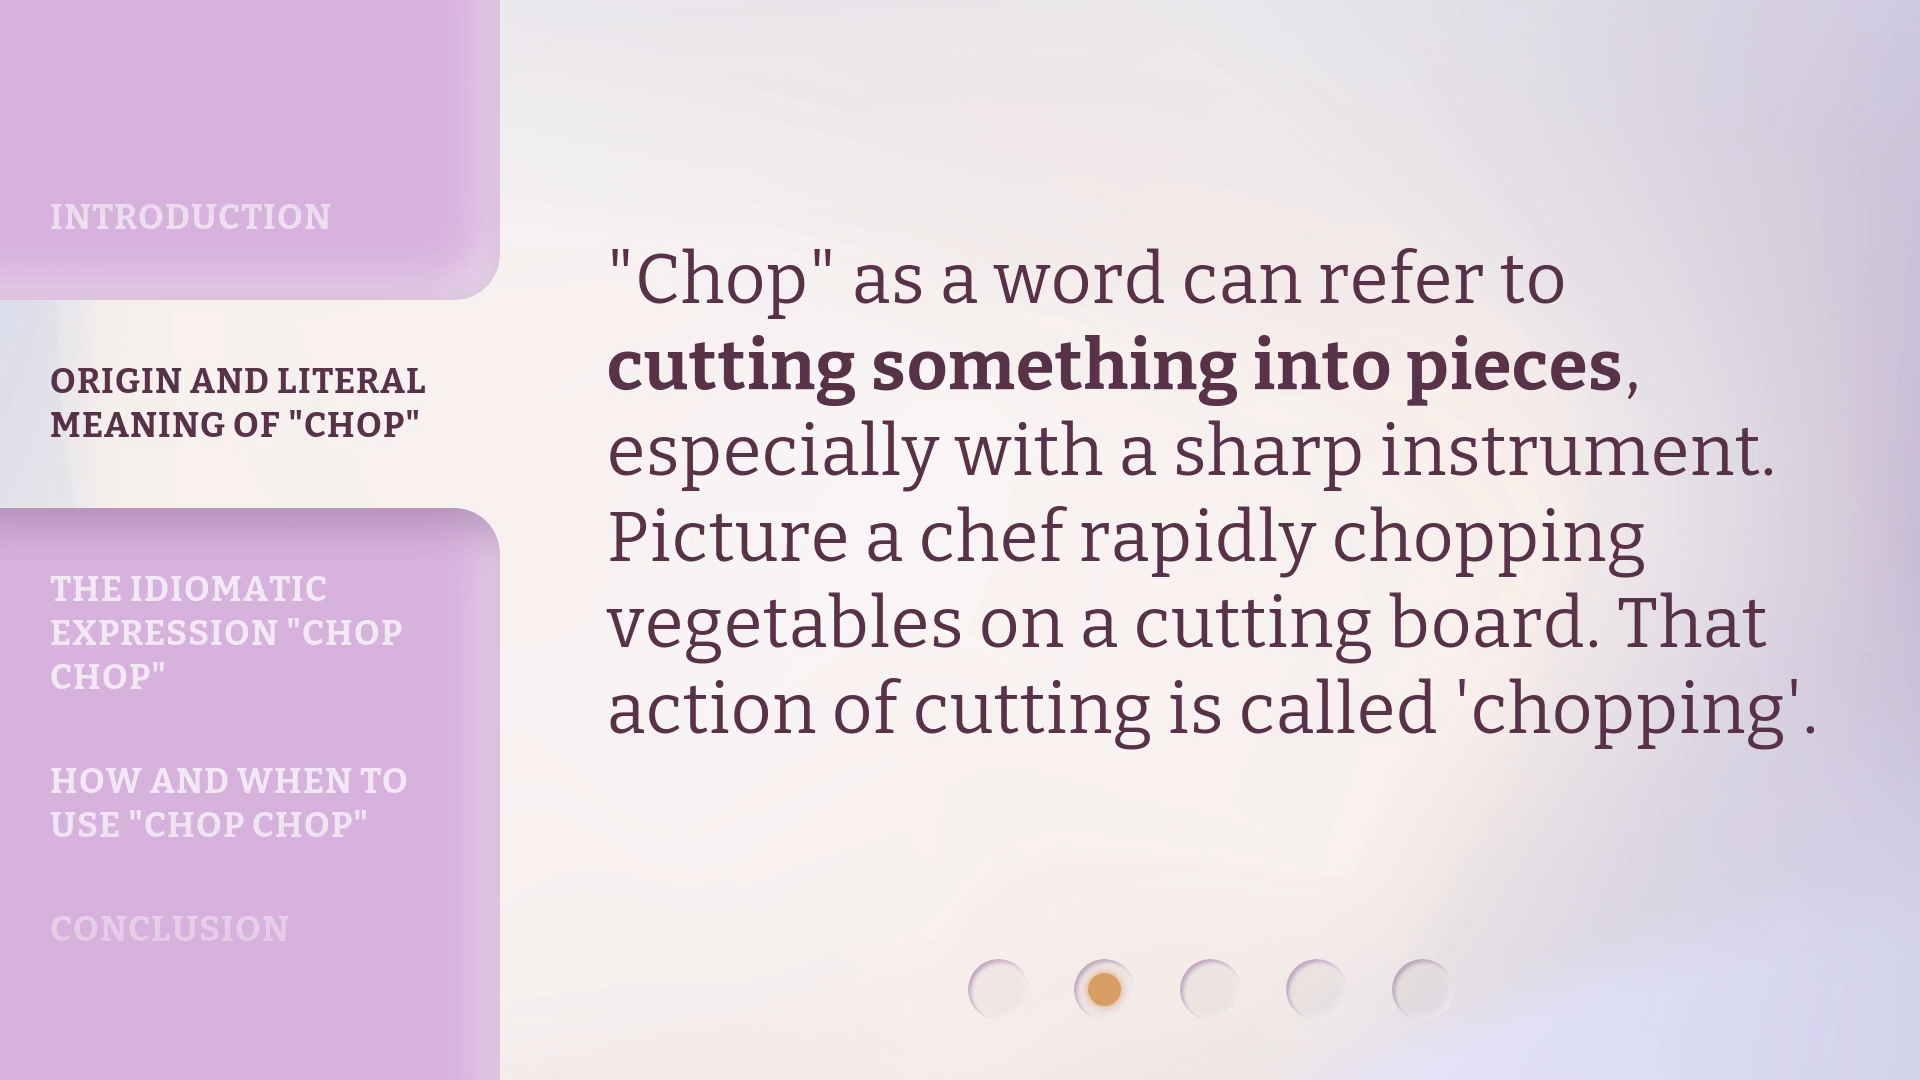 INTRODUCTION
ORIGIN AND LITERAL
MEANING OF "CHOP"
THE IDIOMATIC
EXPRESSION "CHOP
CHOP"
HOW AND WHEN TO
USE "CHOP CHOP"
CONCLUSION
"Chop" as a word can refer to
cutting something into pieces,
especially with a sharp instrument.
Picture a chef rapidly chopping
vegetables on a cutting board. That
action of cutting is called 'chopping'.